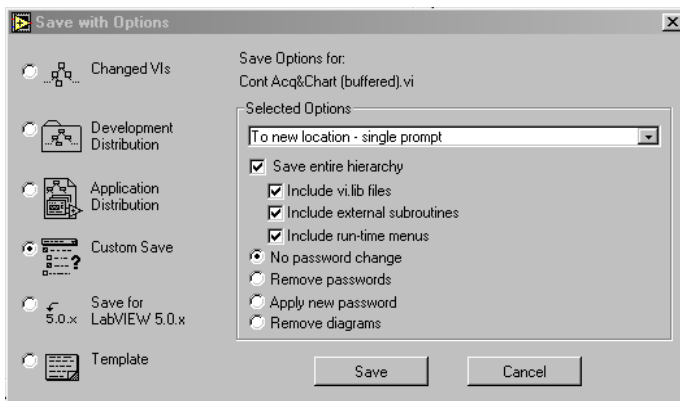 Save with Options
Changed VIs
Development
Distribution
Application
Distribution
Custom Save
5.0.x
Save for
LabVIEW 5.0.x
Template
Save Options for:
Cont Acq&Chart (buffered).vi
Selected Options
To new location - single prompt
Save entire hierarchy
Include vi.lib files
Include external subroutines
Include run-time menus
No password change
Remove passwords
Apply new password
Remove diagrams
Save
Cancel